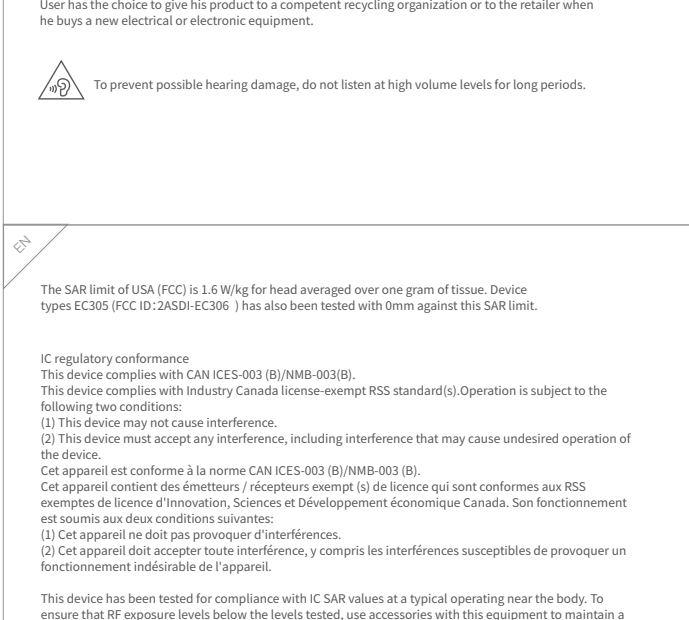 User has the choice to give his product to a competent recycling organization or to the retailer when
he buys a new electrical or electronic equipment.
To prevent possible hearing damage, do not listen at high volume levels for long periods.
EN
The SAR limit of USA (FCC) is 1.6 W/kg for head averaged over one gram of tissue. Device
types EC305 (FCC ID:2ASDI-EC306 ) has also been tested with 0mm against this SAR limit.
IC regulatory conformance
This device complies with CAN ICES-003 (B)/NMB-003(B).
This device complies with Industry Canada license-exempt RSS standard(s).Operation is subject to the
following two conditions:
(1) This device may not cause interference.
(2) This device must accept any interference, including interference that may cause undesired operation of
the device.
Cet appareil est conforme à la norme CAN ICES-003 (B)/NMB-003 (B).
Cet appareil contient des émetteurs / récepteurs exempt (s) de licence qui sont conformes aux RSS
exemptes de licence d'Innovation, Sciences et Développement économique Canada. Son fonctionnement
est soumis aux deux conditions suivantes:
(1) Cet appareil ne doit pas provoquer d'interférences.
(2) Cet appareil doit accepter toute interférence, y compris les interférences susceptibles de provoquer un
fonctionnement indésirable de l'appareil.
This device has been tested for compliance with IC SAR values at a typical operating near the body. To
ensure that RF exposure levels below the levels tested, use accessories with this equipment to maintain a